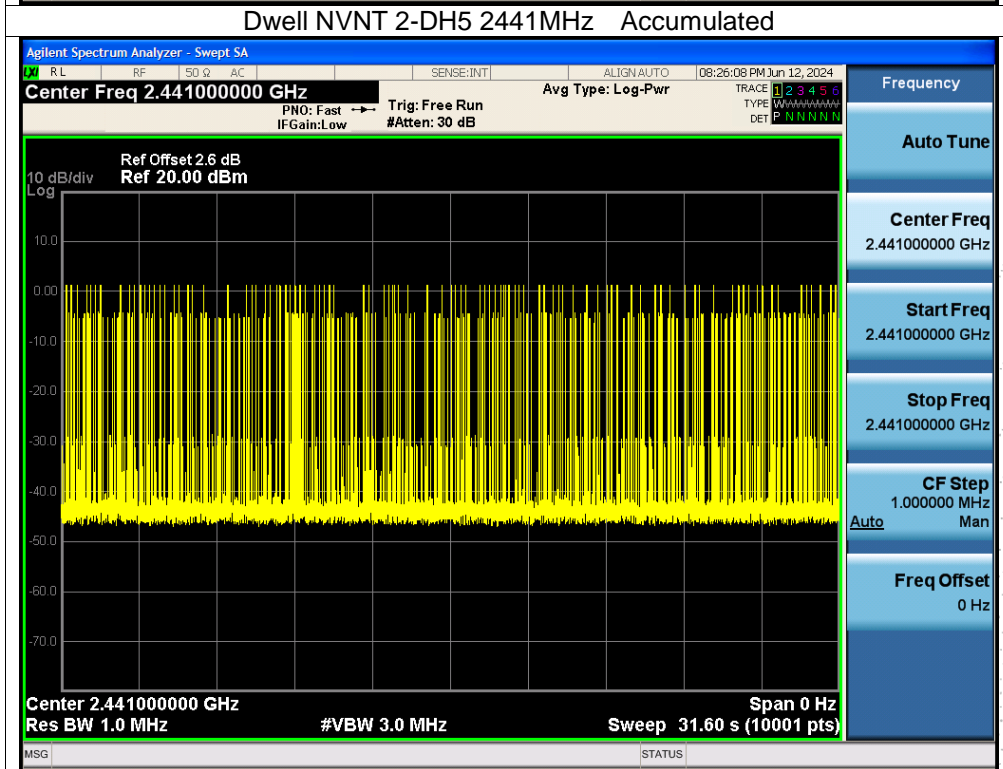 Dwell NVNT 2-DH5 2441MHz Accumulated
Agilent Spectrum Analyzer - Swept SA
LXI RL RF 50 Ω AC SENSE:INT ALIGN AUTO 08:26:08 PM Jun 12, 2024
Center Freq 2.441000000 GHz
PNO: Fast
IFGain:Low
Trig: Free Run
#Atten: 30 dB
Avg Type: Log-Pwr
TRACE 1 2 3 4 5 6
TYPE WWWWWW
DET P N N N N N
Ref Offset 2.6 dB
10 dB/div Ref 20.00 dBm
Log
10.0
0.00
-10.0
-20.0
-30.0
-40.0
-50.0
-60.0
-70.0
Center 2.441000000 GHz Span 0 Hz
Res BW 1.0 MHz #VBW 3.0 MHz Sweep 31.60 s (10001 pts)
MSG STATUS
Frequency
Auto Tune
Center Freq
2.441000000 GHz
Start Freq
2.441000000 GHz
Stop Freq
2.441000000 GHz
CF Step
1.000000 MHz
Auto Man
Freq Offset
0 Hz